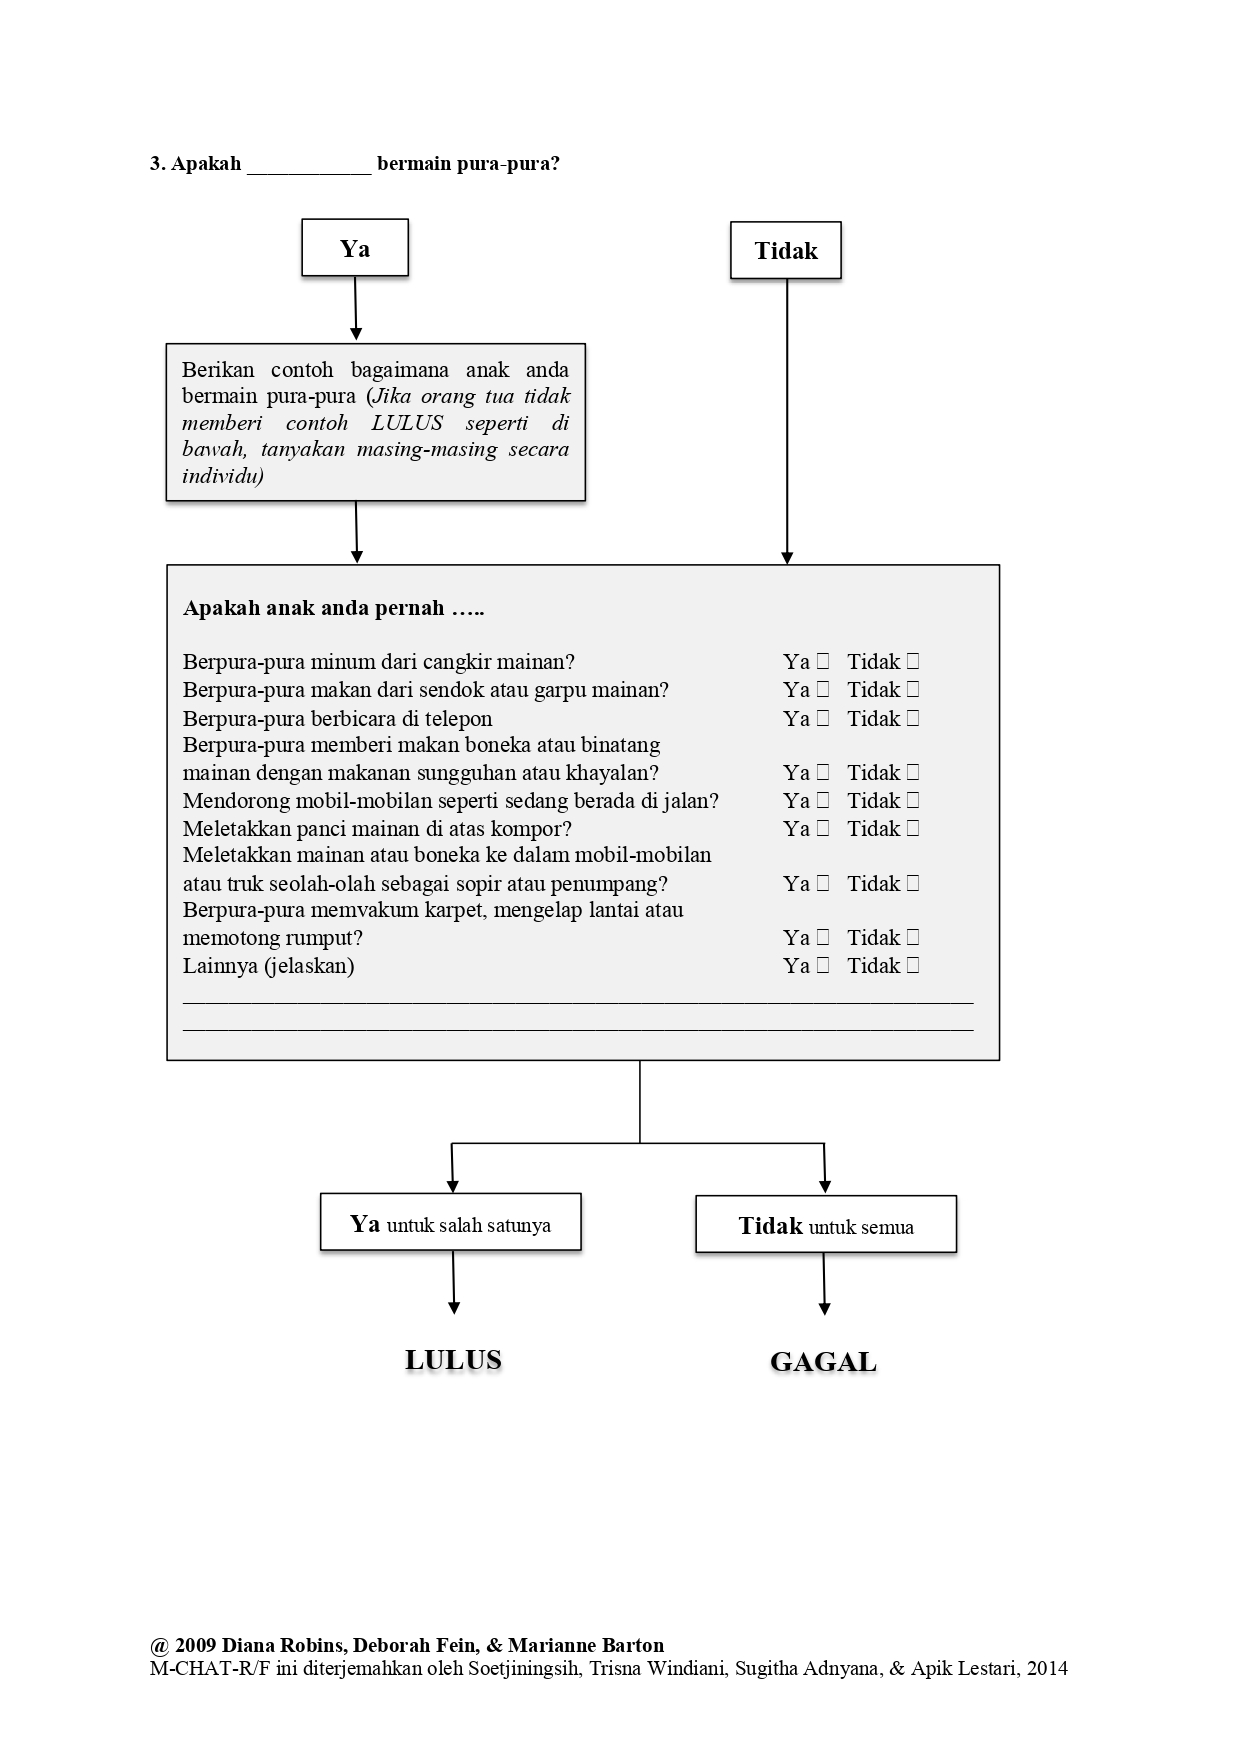 3. Apakah ____________ bermain pura-pura?
Ya
Tidak
Berikan contoh bagaimana anak anda
bermain pura-pura (Jika orang tua tidak
memberi contoh LULUS seperti di
bawah, tanyakan masing-masing secara
individu)
Apakah anak anda pernah …..
Berpura-pura minum dari cangkir mainan? Ya □ Tidak □
Berpura-pura makan dari sendok atau garpu mainan? Ya □ Tidak □
Berpura-pura berbicara di telepon Ya □ Tidak □
Berpura-pura memberi makan boneka atau binatang
mainan dengan makanan sungguhan atau khayalan? Ya □ Tidak □
Mendorong mobil-mobilan seperti sedang berada di jalan? Ya □ Tidak □
Meletakkan panci mainan di atas kompor? Ya □ Tidak □
Meletakkan mainan atau boneka ke dalam mobil-mobilan
atau truk seolah-olah sebagai sopir atau penumpang? Ya □ Tidak □
Berpura-pura memvakum karpet, mengelap lantai atau
memotong rumput? Ya □ Tidak □
Lainnya (jelaskan) Ya □ Tidak □
Ya untuk salah satunya
Tidak untuk semua
LULUS
GAGAL
@ 2009 Diana Robins, Deborah Fein, & Marianne Barton
M-CHAT-R/F ini diterjemahkan oleh Soetjiningsih, Trisna Windiani, Sugitha Adnyana, & Apik Lestari, 2014